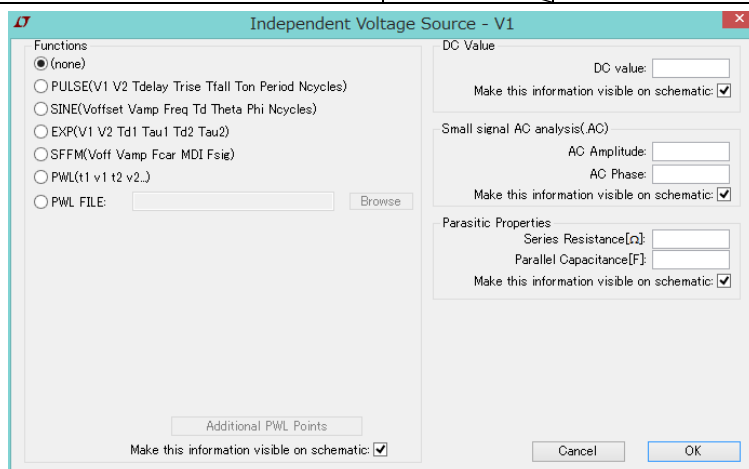 Independent Voltage Source - V1
Functions
(none)
PULSE(V1 V2 Tdelay Trise Tfall Ton Period Ncycles)
SINE(Voffset Vamp Freq Td Theta Phi Ncycles)
EXP(V1 V2 Td1 Tau1 Td2 Tau2)
SFFM(Voff Vamp Fcar MDI Fsig)
PWL(t1 v1 t2 v2...)
PWL FILE:
Browse
Additional PWL Points
Make this information visible on schematic:
DC Value
DC value:
Make this information visible on schematic:
Small signal AC analysis(.AC)
AC Amplitude:
AC Phase:
Make this information visible on schematic:
Parasitic Properties
Series Resistance[Ω]:
Parallel Capacitance[F]:
Make this information visible on schematic:
Cancel
OK